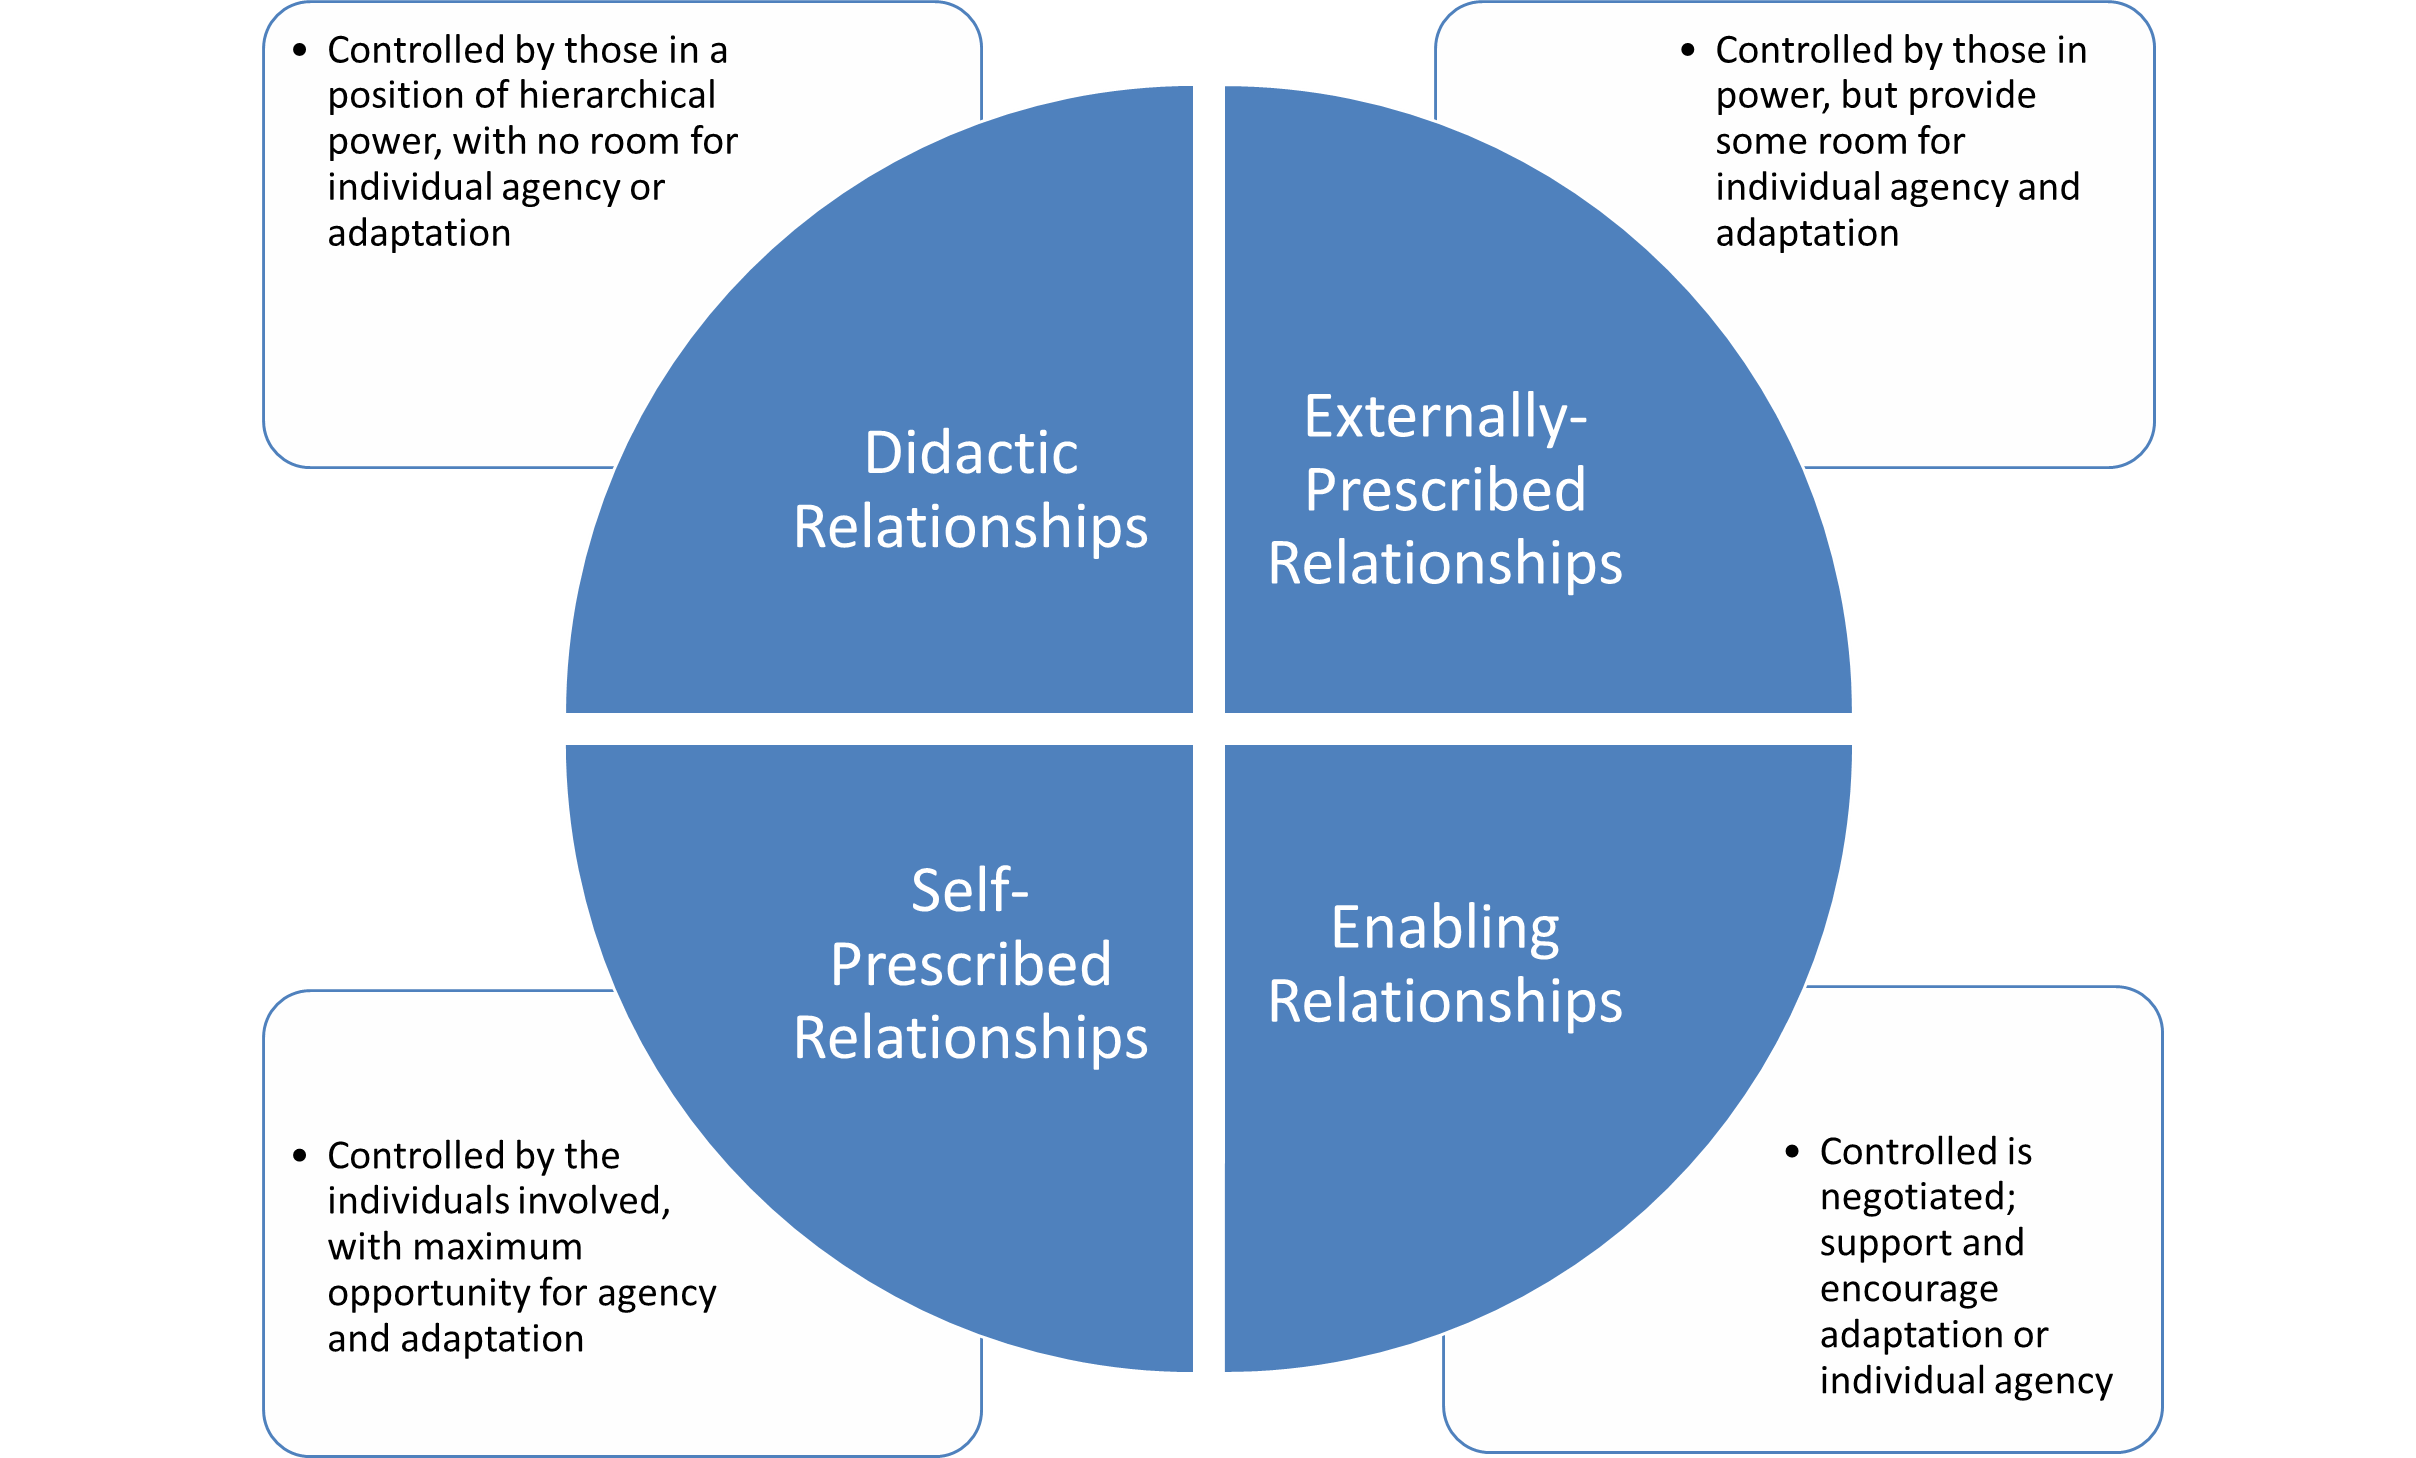 • Controlled by those in a
position of hierarchical
power, with no room for
individual agency or
adaptation
• Controlled by those in
power, but provide
some room for
individual agency and
adaptation
Didactic
Relationships
Externally-
Prescribed
Relationships
Self-
Prescribed
Relationships
Enabling
Relationships
• Controlled by the
individuals involved,
with maximum
opportunity for agency
and adaptation
• Controlled is
negotiated;
support and
encourage
adaptation or
individual agency